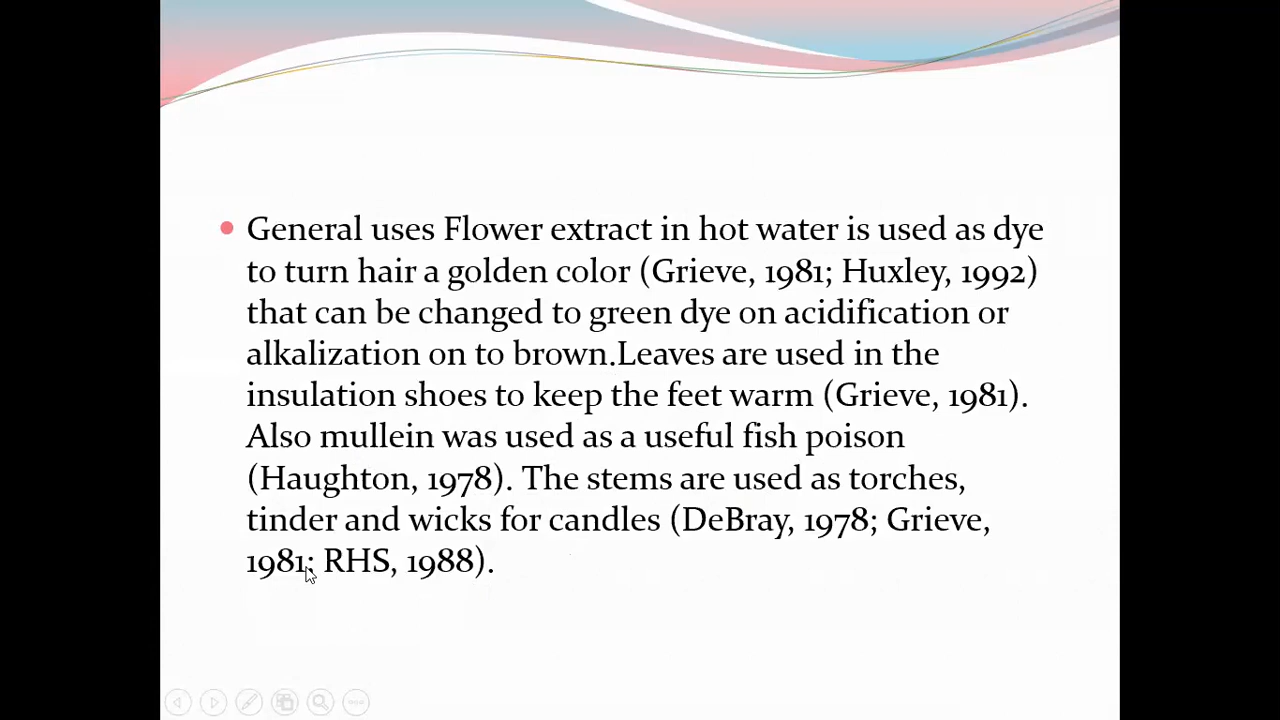 General uses Flower extract in hot water is used as dye
to turn hair a golden color (Grieve, 1981; Huxley, 1992)
that can be changed to green dye on acidification or
alkalization on to brown.Leaves are used in the
insulation shoes to keep the feet warm (Grieve, 1981).
Also mullein was used as a useful fish poison
(Haughton, 1978). The stems are used as torches,
tinder and wicks for candles (DeBray, 1978; Grieve,
1981; RHS, 1988).